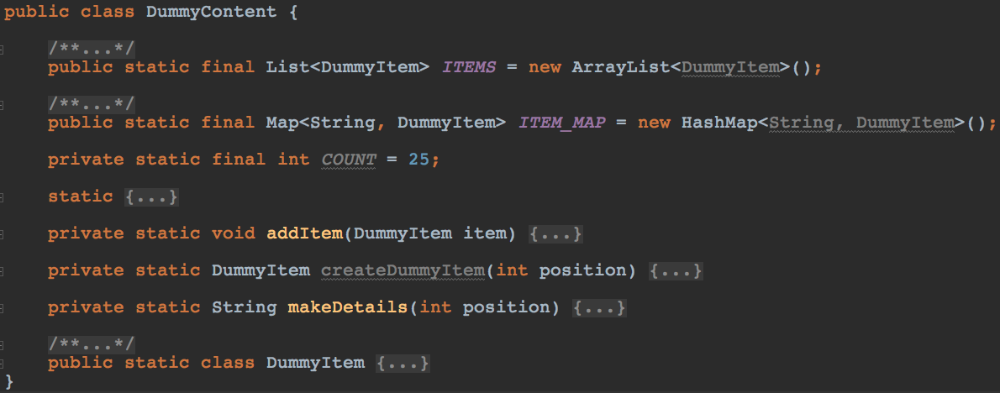 public class DummyContent {
/**...*/
public static final List<DummyItem> ITEMS = new ArrayList<DummyItem>();
/**...*/
public static final Map<String, DummyItem> ITEM_MAP = new HashMap<String, DummyItem>();
private static final int COUNT = 25;
static {...}
private static void addItem(DummyItem item) {...}
private static DummyItem createDummyItem(int position) {...}
private static String makeDetails(int position) {...}
/**...*/
public static class DummyItem {...}
}